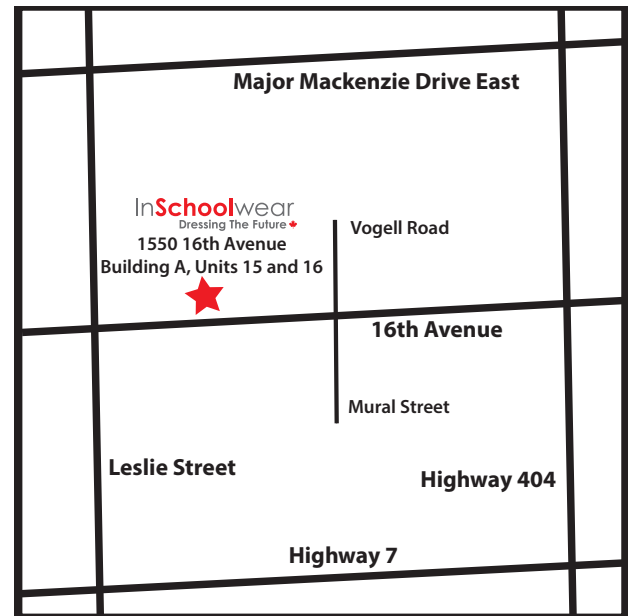 Major Mackenzie Drive East
InSchoolwear
Dressing The Future
1550 16th Avenue
Building A, Units 15 and 16
Vogell Road
16th Avenue
Mural Street
Leslie Street
Highway 404
Highway 7